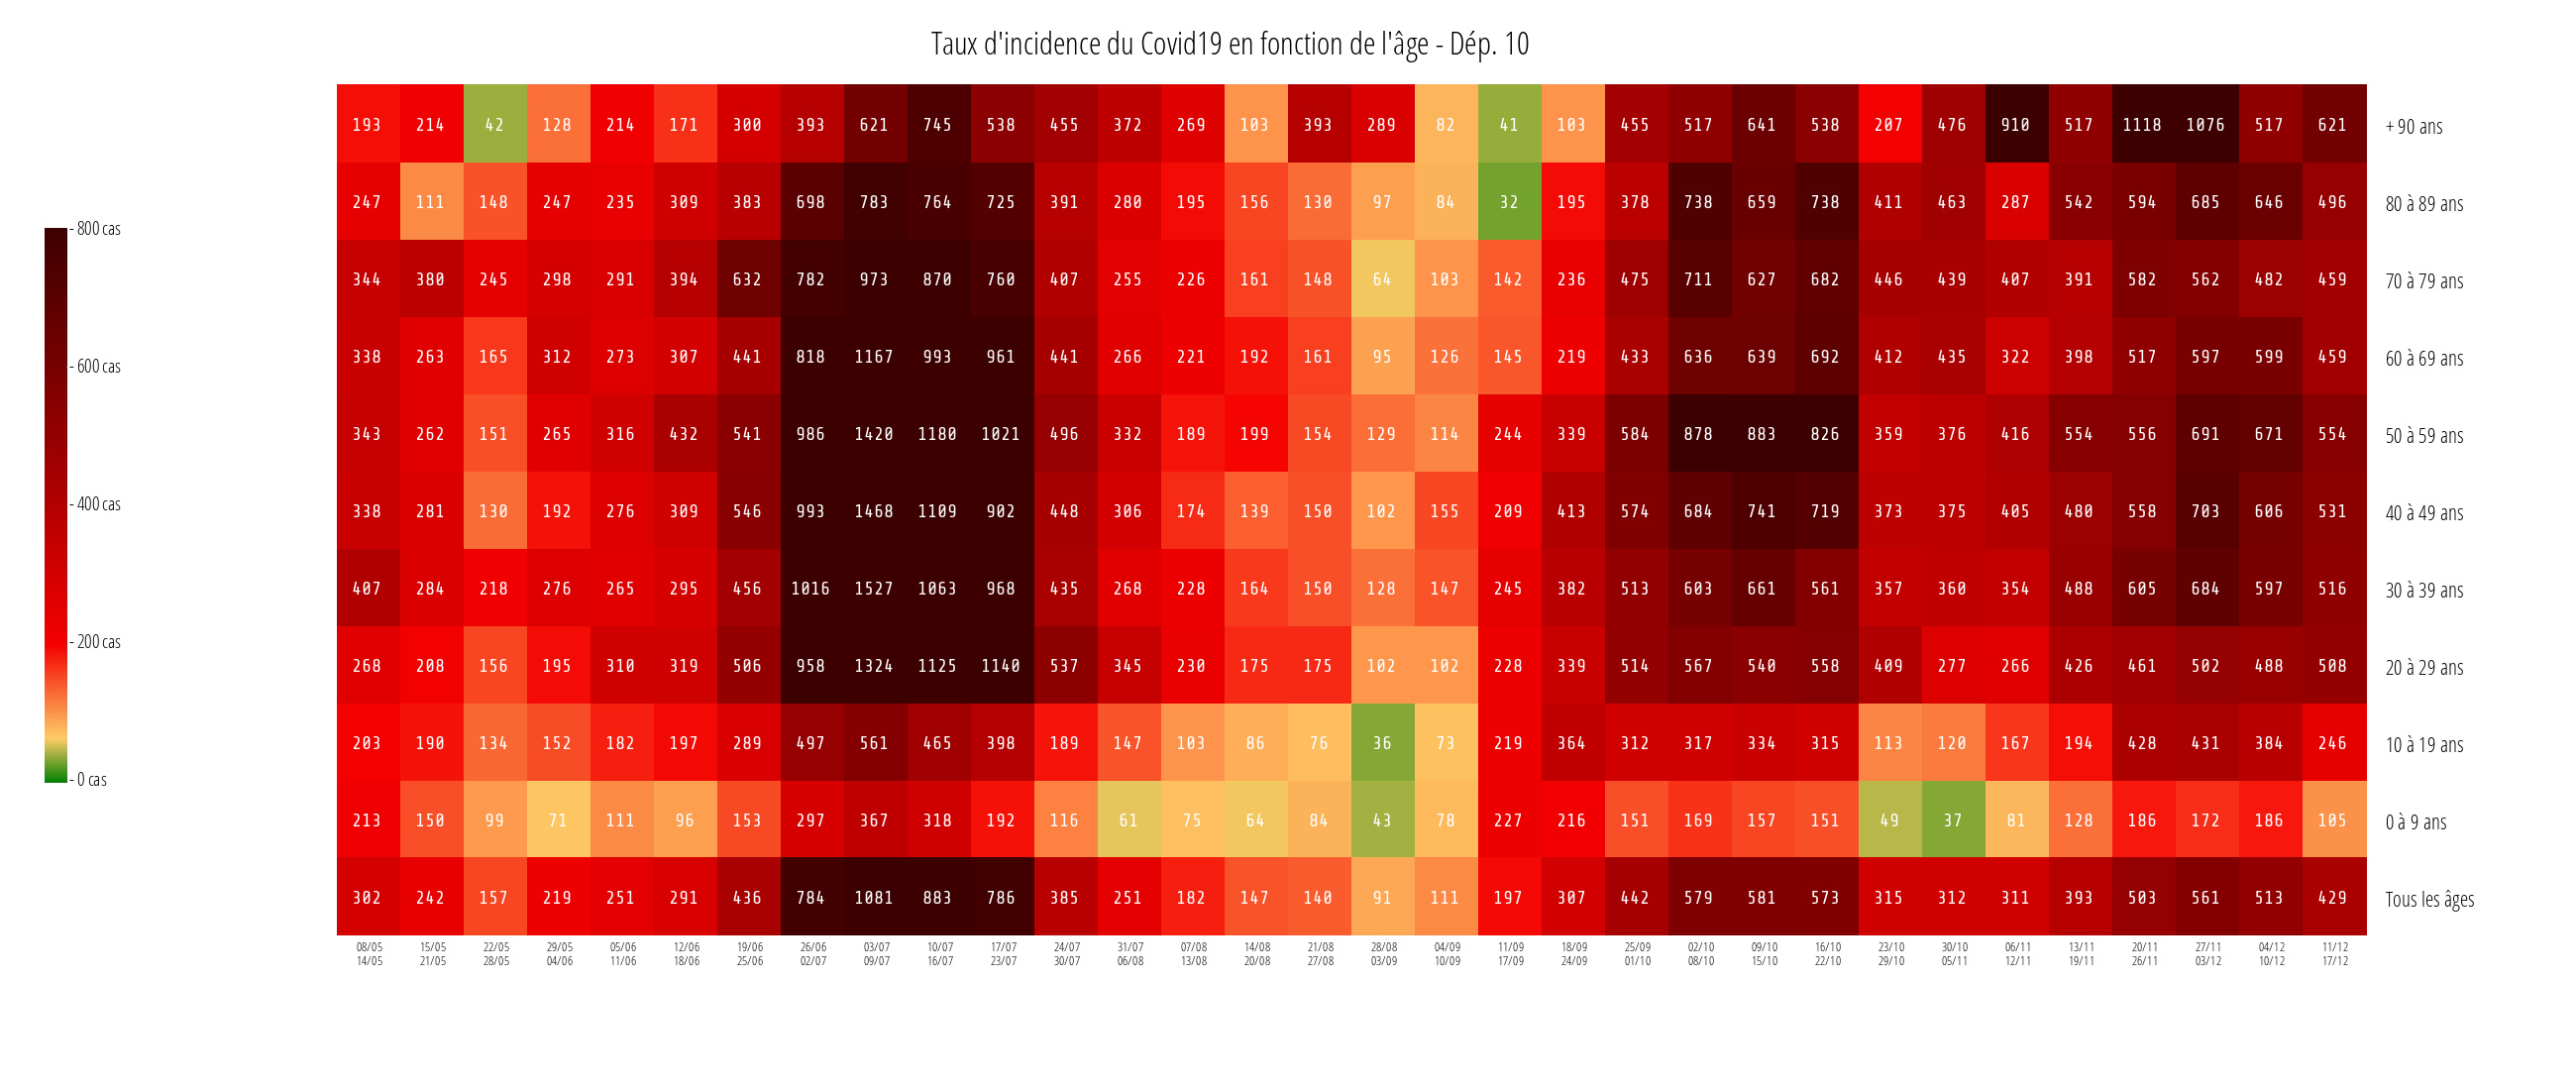 Taux d'incidence du Covid19 en fonction de l'âge - Dép. 10
193 214 42 128 214 171 300 393 621 745 538 455 372 269 103 393 289 82 41 103 455 517 641 538 207 476 910 517 1118 1076 517 621 + 90 ans
247 111 148 247 235 309 383 698 783 764 725 391 280 195 156 130 97 84 32 195 378 738 659 738 411 463 287 542 594 685 646 496 80 à 89 ans
344 380 245 298 291 394 632 782 973 870 760 407 255 226 161 148 64 103 142 236 475 711 627 682 446 439 407 391 582 562 482 459 70 à 79 ans
338 263 165 312 273 307 441 818 1167 993 961 441 266 221 192 161 95 126 145 219 433 636 639 692 412 435 322 398 517 597 599 459 60 à 69 ans
343 262 151 265 316 432 541 986 1420 1180 1021 496 332 189 199 154 129 114 244 339 584 878 883 826 359 376 416 554 556 691 671 554 50 à 59 ans
338 281 130 192 276 309 546 993 1468 1109 902 448 306 174 139 150 102 155 209 413 574 684 741 719 373 375 405 480 558 703 606 531 40 à 49 ans
407 284 218 276 265 295 456 1016 1527 1063 968 435 268 228 164 150 128 147 245 382 513 603 661 561 357 360 354 488 605 684 597 516 30 à 39 ans
268 208 156 195 310 319 506 958 1324 1125 1140 537 345 230 175 175 102 102 228 339 514 567 540 558 409 277 266 426 461 502 488 508 20 à 29 ans
203 190 134 152 182 197 289 497 561 465 398 189 147 103 86 76 36 73 219 364 312 317 334 315 113 120 167 194 428 431 384 246 10 à 19 ans
213 150 99 71 111 96 153 297 367 318 192 116 61 75 64 84 43 78 227 216 151 169 157 151 49 37 81 128 186 172 186 105 0 à 9 ans
302 242 157 219 251 291 436 784 1081 883 786 385 251 182 147 140 91 111 197 307 442 579 581 573 315 312 311 393 503 561 513 429 Tous les âges
08/05 15/05 22/05 29/05 05/06 12/06 19/06 26/06 03/07 10/07 17/07 24/07 31/07 07/08 14/08 21/08 28/08 04/09 11/09 18/09 25/09 02/10 09/10 16/10 23/10 30/10 06/11 13/11 20/11 27/11 04/12 11/12
14/05 21/05 28/05 04/06 11/06 18/06 25/06 02/07 09/07 16/07 23/07 30/07 06/08 13/08 20/08 27/08 03/09 10/09 17/09 24/09 01/10 08/10 15/10 22/10 29/10 05/11 12/11 19/11 26/11 03/12 10/12 17/12
- 800 cas
- 600 cas
- 400 cas
- 200 cas
- 0 cas